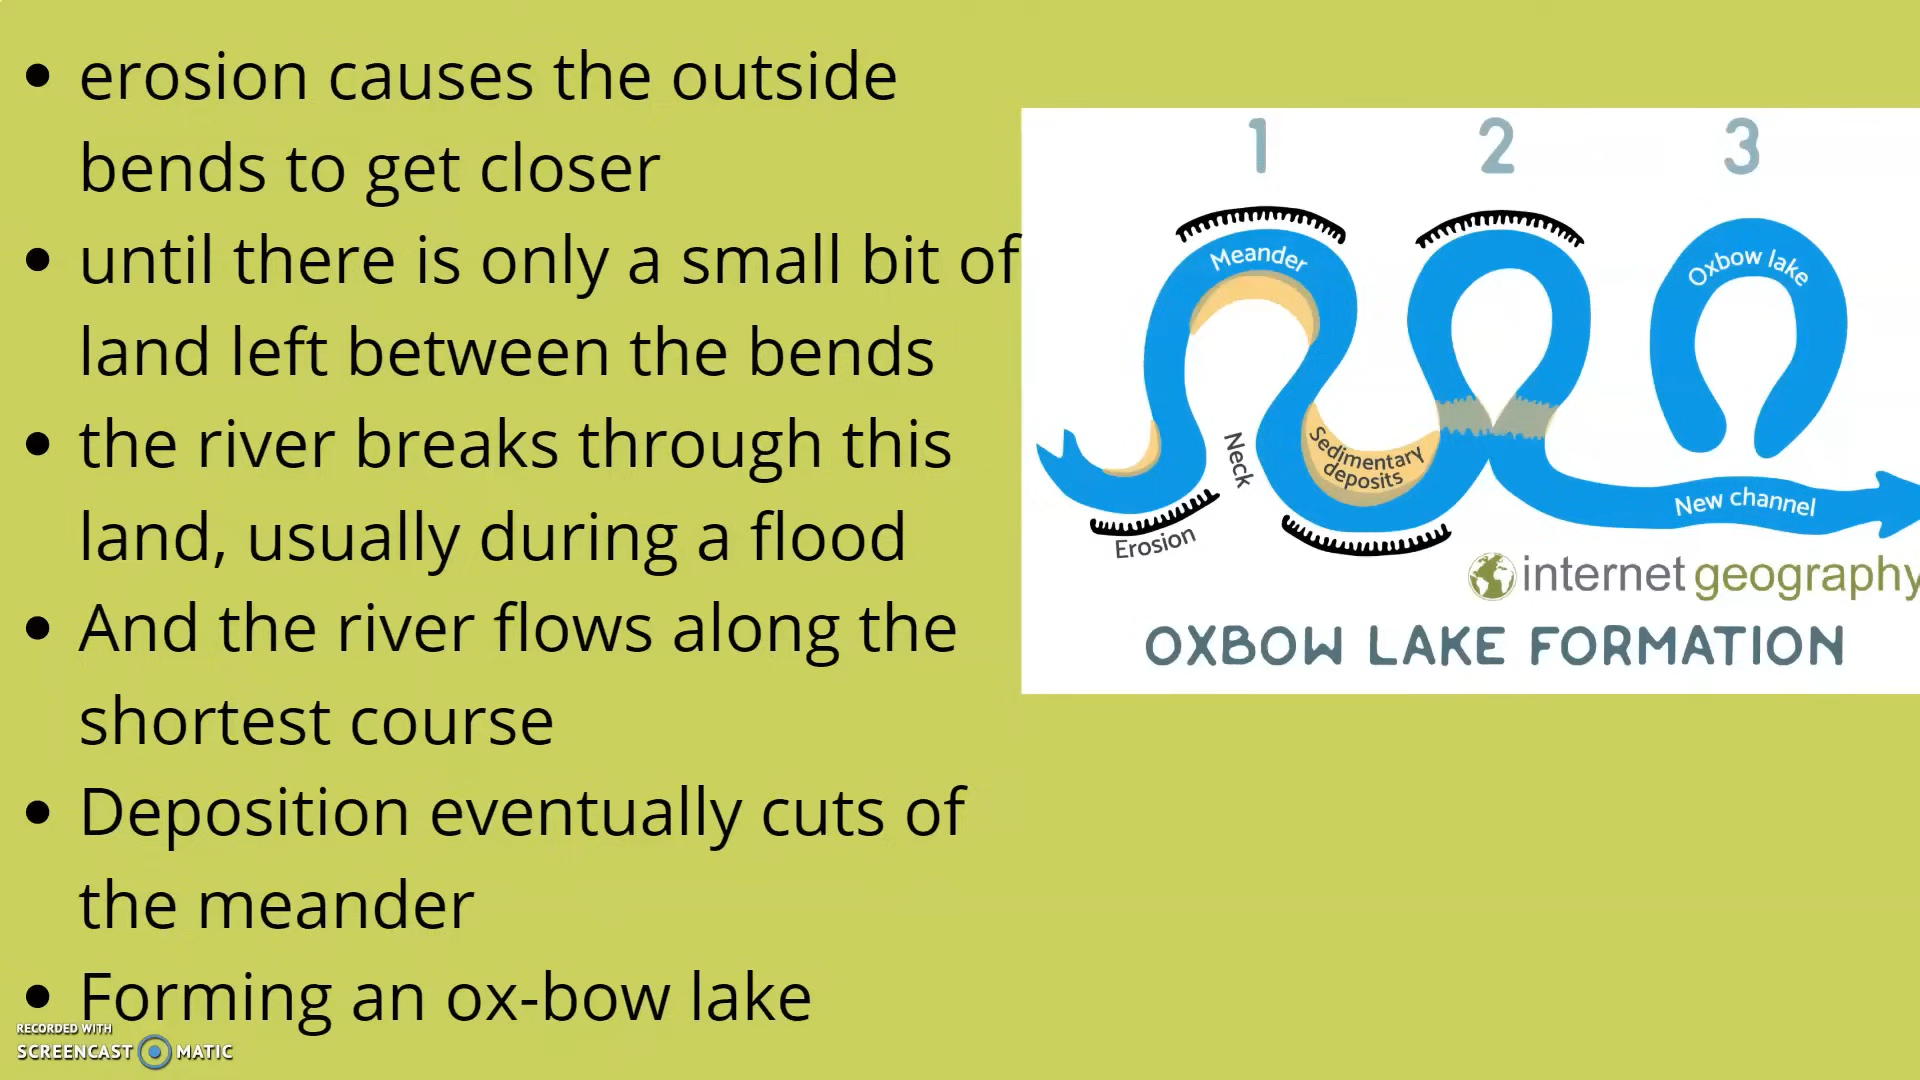 • erosion causes the outside
bends to get closer
• until there is only a small bit of
land left between the bends
• the river breaks through this
land, usually during a flood
• And the river flows along the
shortest course
• Deposition eventually cuts of
the meander
• Forming an ox-bow lake
1 2 3
Meander
Oxbow lake
Neck
Sedimentary
deposits
Erosion
New channel
internet geography
OXBOW LAKE FORMATION
RECORDED WITH
SCREENCAST MATIC